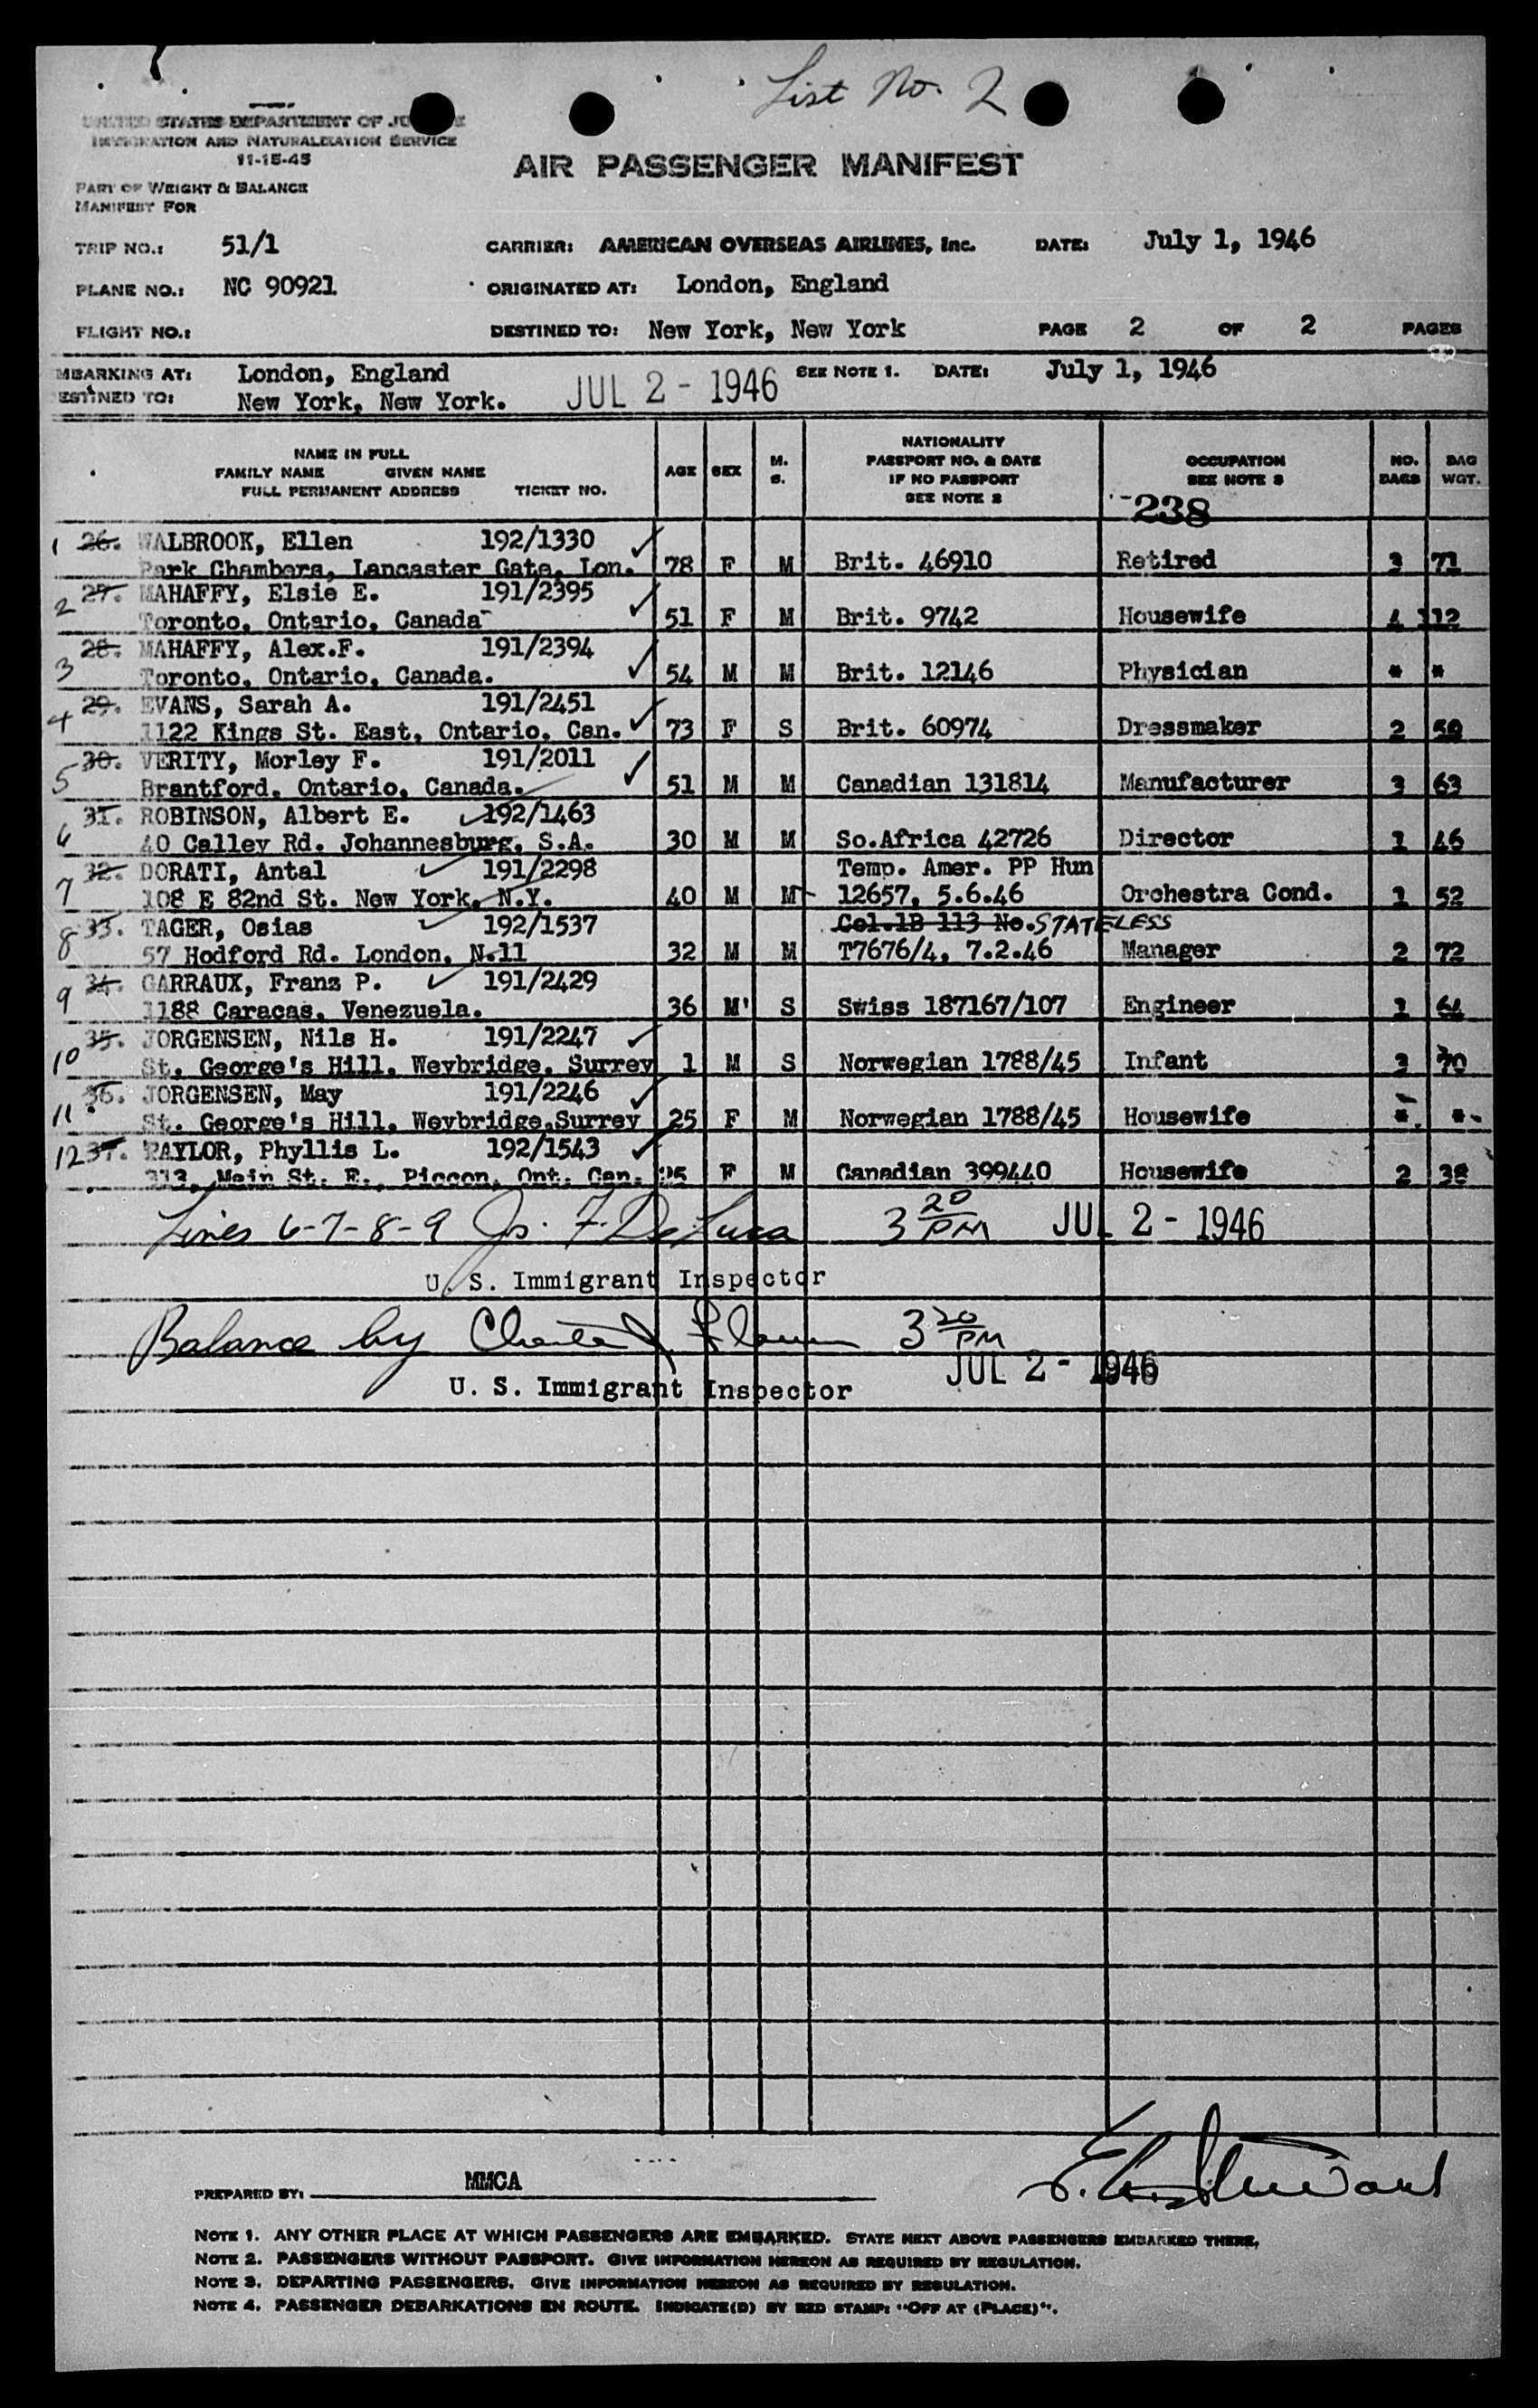 List No. 2
UNITED STATES DEPARTMENT OF JUSTICE
IMMIGRATION AND NATURALIZATION SERVICE
11-15-45
AIR PASSENGER MANIFEST
PART OF WEIGHT & BALANCE
MANIFEST FOR
TRIP NO.: 51/1 CARRIER: AMERICAN OVERSEAS AIRLINES, Inc. DATE: July 1, 1946
PLANE NO.: NC 90921 ORIGINATED AT: London, England
FLIGHT NO.: DESTINED TO: New York, New York PAGE 2 OF 2 PAGES
MBARKING AT: London, England SEE NOTE 1. DATE: July 1, 1946
ESTINED TO: New York, New York. JUL 2 - 1946
NAME IN FULL
FAMILY NAME GIVEN NAME
FULL PERMANENT ADDRESS TICKET NO.
AGE SEX M. S.
NATIONALITY
PASSPORT NO. & DATE
IF NO PASSPORT
SEE NOTE 2
OCCUPATION
SEE NOTE 3
NO. BAGS BAG WGT.
238
1 26. WALBROOK, Ellen 192/1330
Park Chambers, Lancaster Gate, Lon. 78 F M Brit. 46910 Retired 3 71
2 27. MAHAFFY, Elsie E. 191/2395
Toronto, Ontario, Canada 51 F M Brit. 9742 Housewife 4 112
3 28. MAHAFFY, Alex.F. 191/2394
Toronto, Ontario, Canada. 54 M M Brit. 12146 Physician * *
4 29. EVANS, Sarah A. 191/2451
1122 Kings St. East, Ontario, Can. 73 F S Brit. 60974 Dressmaker 2 50
5 30. VERITY, Morley F. 191/2011
Brantford, Ontario, Canada. 51 M M Canadian 131814 Manufacturer 3 63
6 31. ROBINSON, Albert E. 192/1463
40 Calley Rd. Johannesburg, S.A. 30 M M So.Africa 42726 Director 1 46
7 32. DORATI, Antal 191/2298 Temp. Amer. PP Hun
108 E 82nd St. New York, N.Y. 40 M M 12657, 5.6.46 Orchestra Cond. 1 52
8 33. TAGER, Osias 192/1537 Col.1B 113 No. STATELESS
57 Hodford Rd. London, N.11 32 M M T7676/4, 7.2.46 Manager 2 72
9 34. GARRAUX, Franz P. 191/2429
1188 Caracas, Venezuela. 36 M S Swiss 187167/107 Engineer 1 64
10 35. JORGENSEN, Nils H. 191/2247
St. George's Hill, Weybridge, Surrey 1 M S Norwegian 1788/45 Infant 3 70
11 36. JORGENSEN, May 191/2246
St. George's Hill, Weybridge,Surrey 25 F M Norwegian 1788/45 Housewife * *
12 37. TAYLOR, Phyllis L. 192/1543
313, Main St. E., Piccon, Ont. Can. 25 F M Canadian 399440 Housewife 2 38
Lines 6-7-8-9 Jo. F. DeLuca 3 20 PM JUL 2 - 1946
U. S. Immigrant Inspector
Balance by 3 20 PM
JUL 2 - 1946
U. S. Immigrant Inspector
PREPARED BY: MMCA
NOTE 1. ANY OTHER PLACE AT WHICH PASSENGERS ARE EMBARKED. STATE NEXT ABOVE PASSENGERS EMBARKED THERE.
NOTE 2. PASSENGERS WITHOUT PASSPORT. GIVE INFORMATION HEREON AS REQUIRED BY REGULATION.
NOTE 3. DEPARTING PASSENGERS. GIVE INFORMATION HEREON AS REQUIRED BY REGULATION.
NOTE 4. PASSENGER DEBARKATIONS EN ROUTE. INDICATE(D) BY RED STAMP: "OFF AT (PLACE)".